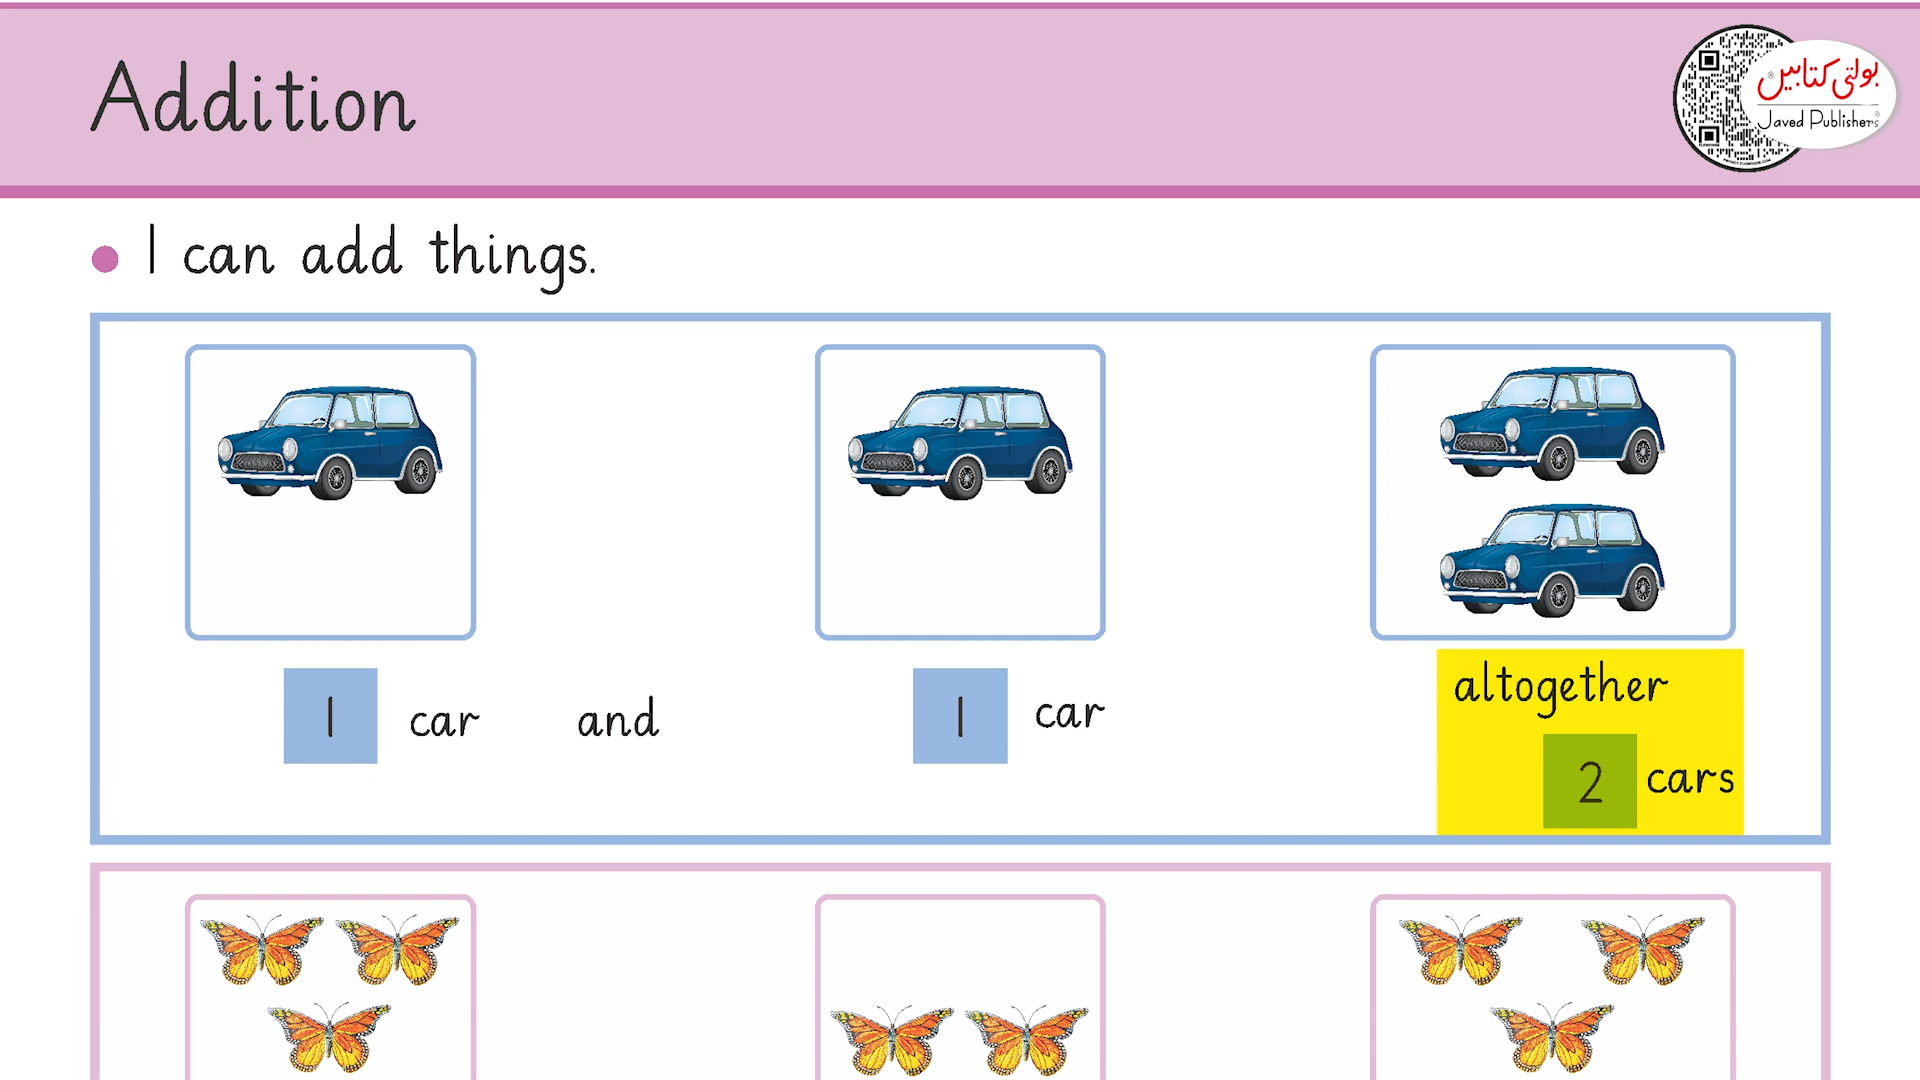 Addition
بولتی کتابیں
Javed Publishers
I can add things.
1 car and 1 car
altogether
2 cars